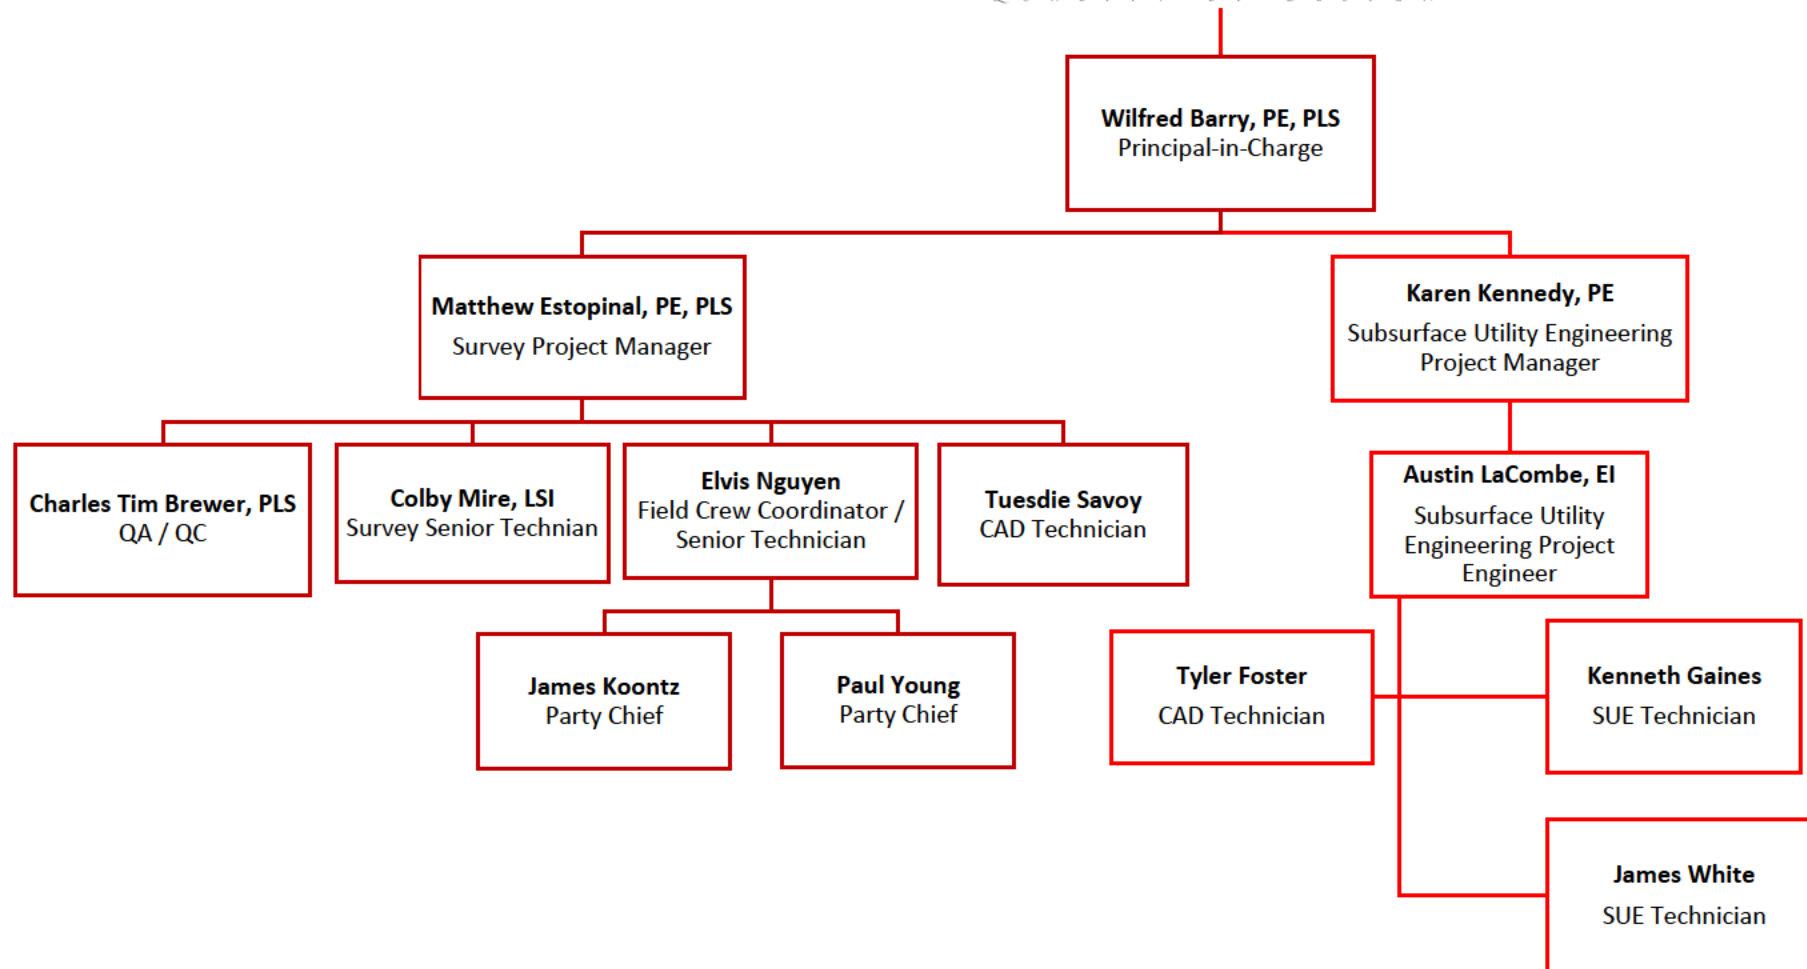 Wilfred Barry, PE, PLS
Principal-in-Charge
Matthew Estopinal, PE, PLS
Survey Project Manager
Karen Kennedy, PE
Subsurface Utility Engineering
Project Manager
Charles Tim Brewer, PLS
QA / QC
Colby Mire, LSI
Survey Senior Technian
Elvis Nguyen
Field Crew Coordinator /
Senior Technician
Tuesdie Savoy
CAD Technician
Austin LaCombe, EI
Subsurface Utility
Engineering Project
Engineer
James Koontz
Party Chief
Paul Young
Party Chief
Tyler Foster
CAD Technician
Kenneth Gaines
SUE Technician
James White
SUE Technician